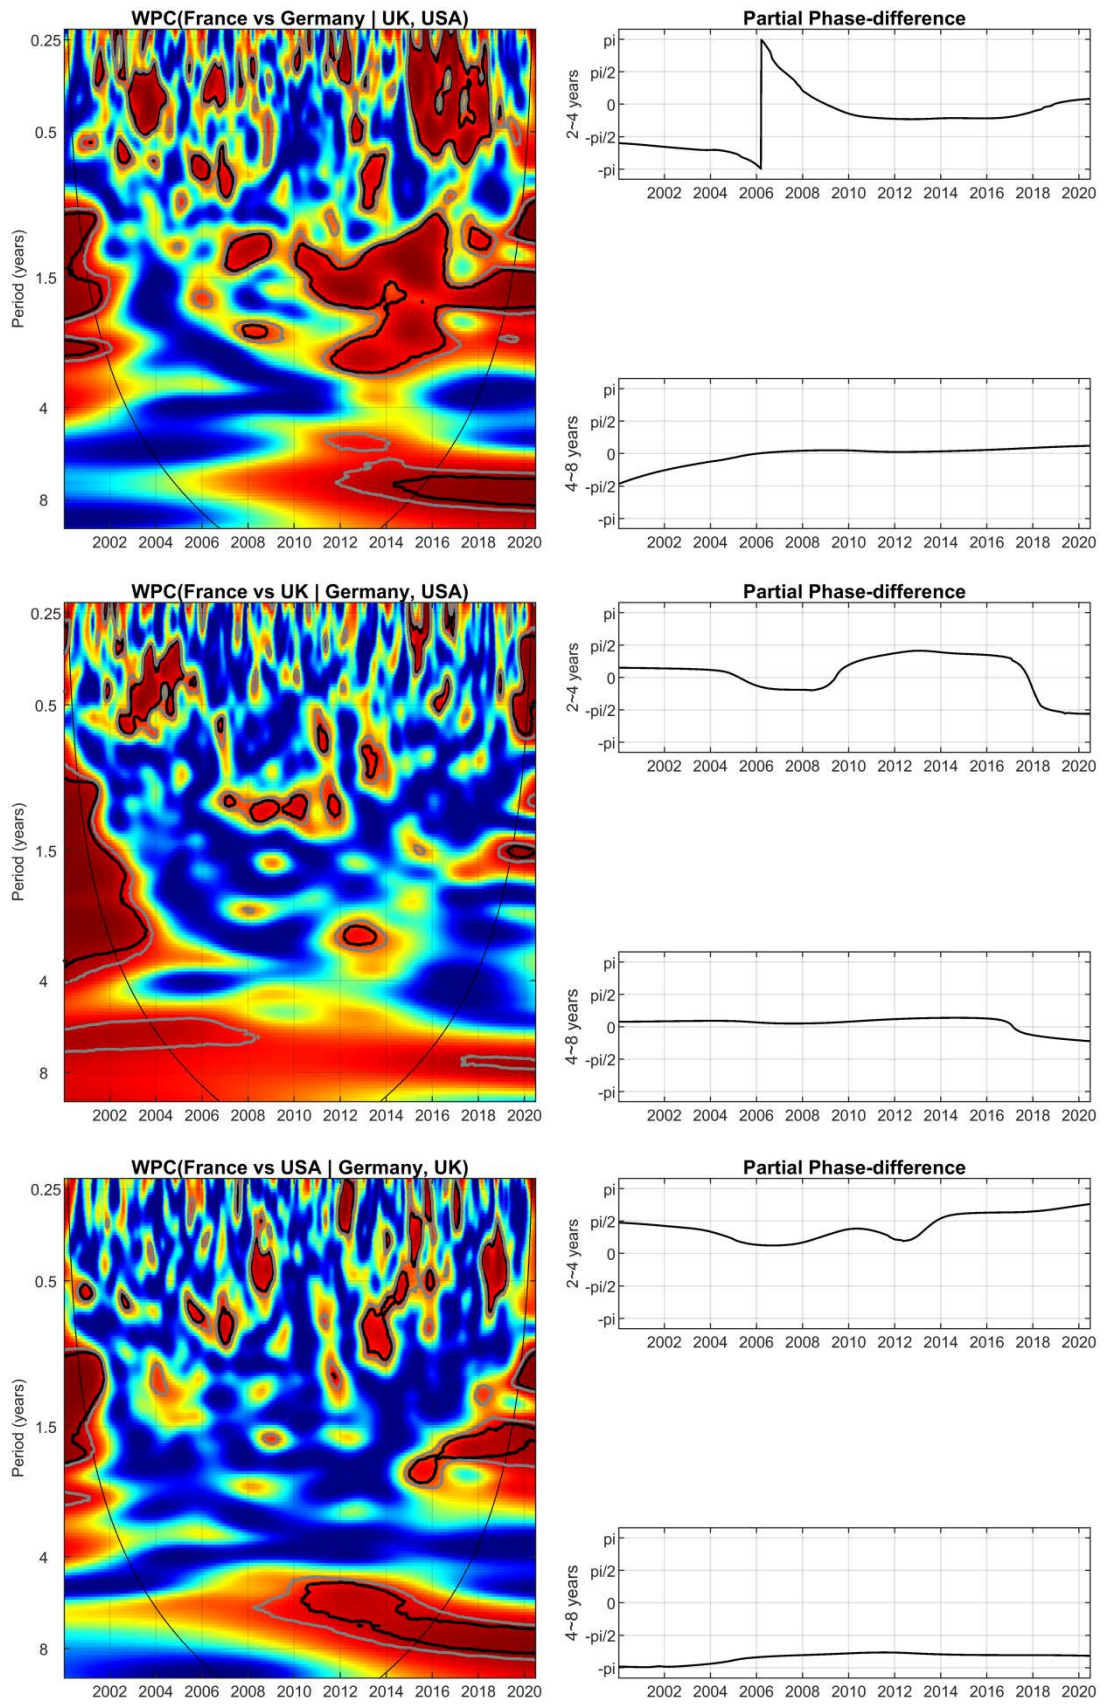 WPC(France vs Germany | UK, USA)
Period (years)
0.25
0.5
1.5
4
8
2002 2004 2006 2008 2010 2012 2014 2016 2018 2020
Partial Phase-difference
2~4 years
pi
pi/2
0
-pi/2
-pi
2002 2004 2006 2008 2010 2012 2014 2016 2018 2020
4~8 years
pi
pi/2
0
-pi/2
-pi
2002 2004 2006 2008 2010 2012 2014 2016 2018 2020
WPC(France vs UK | Germany, USA)
Period (years)
0.25
0.5
1.5
4
8
2002 2004 2006 2008 2010 2012 2014 2016 2018 2020
Partial Phase-difference
2~4 years
pi
pi/2
0
-pi/2
-pi
2002 2004 2006 2008 2010 2012 2014 2016 2018 2020
4~8 years
pi
pi/2
0
-pi/2
-pi
2002 2004 2006 2008 2010 2012 2014 2016 2018 2020
WPC(France vs USA | Germany, UK)
Period (years)
0.25
0.5
1.5
4
8
2002 2004 2006 2008 2010 2012 2014 2016 2018 2020
Partial Phase-difference
2~4 years
pi
pi/2
0
-pi/2
-pi
2002 2004 2006 2008 2010 2012 2014 2016 2018 2020
4~8 years
pi
pi/2
0
-pi/2
-pi
2002 2004 2006 2008 2010 2012 2014 2016 2018 2020